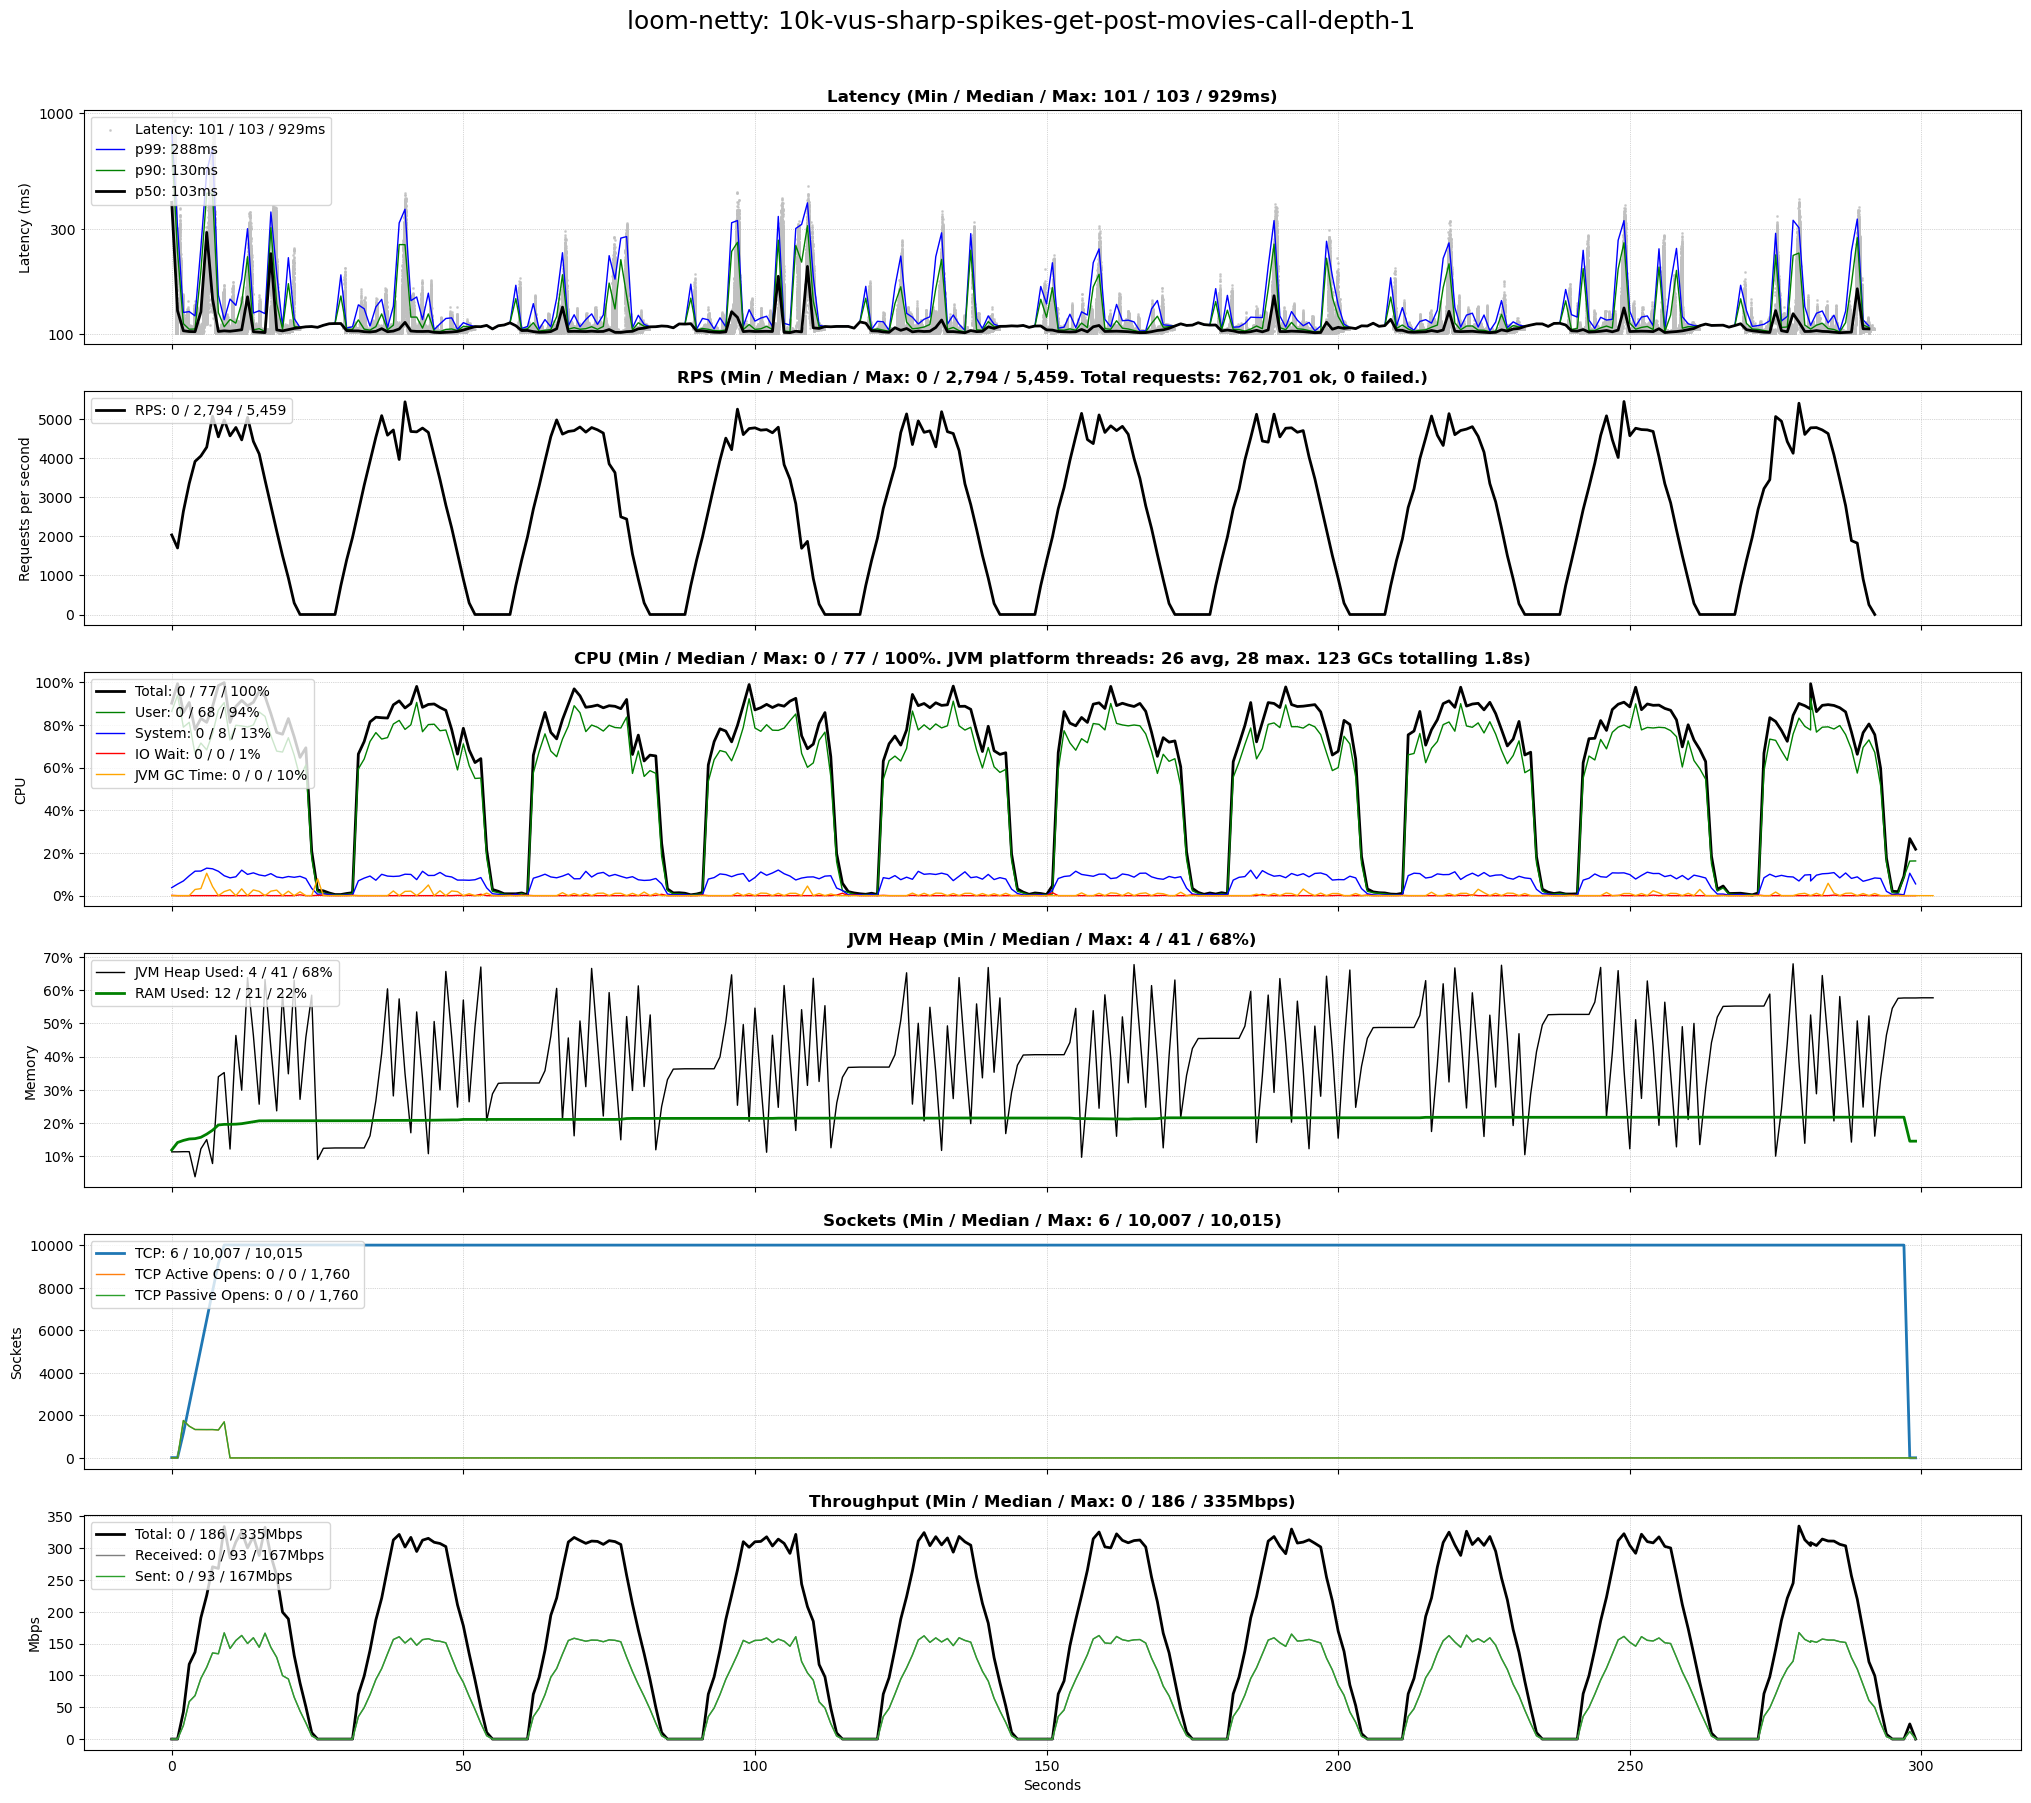 loom-netty: 10k-vus-sharp-spikes-get-post-movies-call-depth-1
Latency (Min / Median / Max: 101 / 103 / 929ms)
Latency (ms)
1000
300
100
Latency: 101 / 103 / 929ms
p99: 288ms
p90: 130ms
p50: 103ms
RPS (Min / Median / Max: 0 / 2,794 / 5,459. Total requests: 762,701 ok, 0 failed.)
Requests per second
5000
4000
3000
2000
1000
0
RPS: 0 / 2,794 / 5,459
CPU (Min / Median / Max: 0 / 77 / 100%. JVM platform threads: 26 avg, 28 max. 123 GCs totalling 1.8s)
CPU
100%
80%
60%
40%
20%
0%
Total: 0 / 77 / 100%
User: 0 / 68 / 94%
System: 0 / 8 / 13%
IO Wait: 0 / 0 / 1%
JVM GC Time: 0 / 0 / 10%
JVM Heap (Min / Median / Max: 4 / 41 / 68%)
Memory
70%
60%
50%
40%
30%
20%
10%
JVM Heap Used: 4 / 41 / 68%
RAM Used: 12 / 21 / 22%
Sockets (Min / Median / Max: 6 / 10,007 / 10,015)
Sockets
10000
8000
6000
4000
2000
0
TCP: 6 / 10,007 / 10,015
TCP Active Opens: 0 / 0 / 1,760
TCP Passive Opens: 0 / 0 / 1,760
Throughput (Min / Median / Max: 0 / 186 / 335Mbps)
Mbps
350
300
250
200
150
100
50
0
Total: 0 / 186 / 335Mbps
Received: 0 / 93 / 167Mbps
Sent: 0 / 93 / 167Mbps
0 50 100 150 200 250 300
Seconds